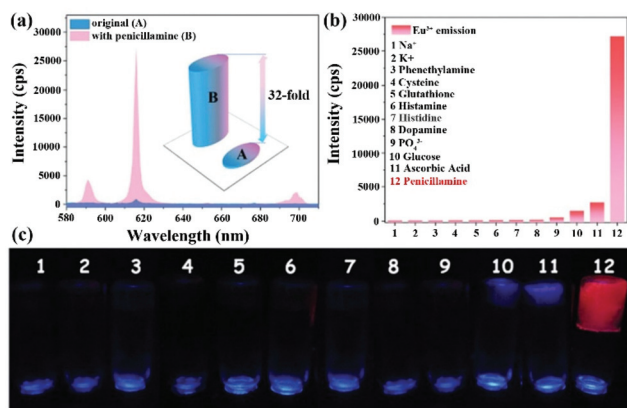 (a)
original (A)
with penicillamine (B)
30000
25000
20000
15000
10000
5000
0
Intensity (cps)
580
600
620
640
660
680
700
Wavelength (nm)
B
A
32-fold
(b)
30000
25000
20000
15000
10000
5000
0
Intensity (cps)
Eu³⁺ emission
1 Na⁺
2 K+
3 Phenethylamine
4 Cysteine
5 Glutathione
6 Histamine
7 Histidine
8 Dopamine
9 PO₄³⁻
10 Glucose
11 Ascorbic Acid
12 Penicillamine
1 2 3 4 5 6 7 8 9 10 11 12
(c)
1 2 3 4 5 6 7 8 9 10 11 12